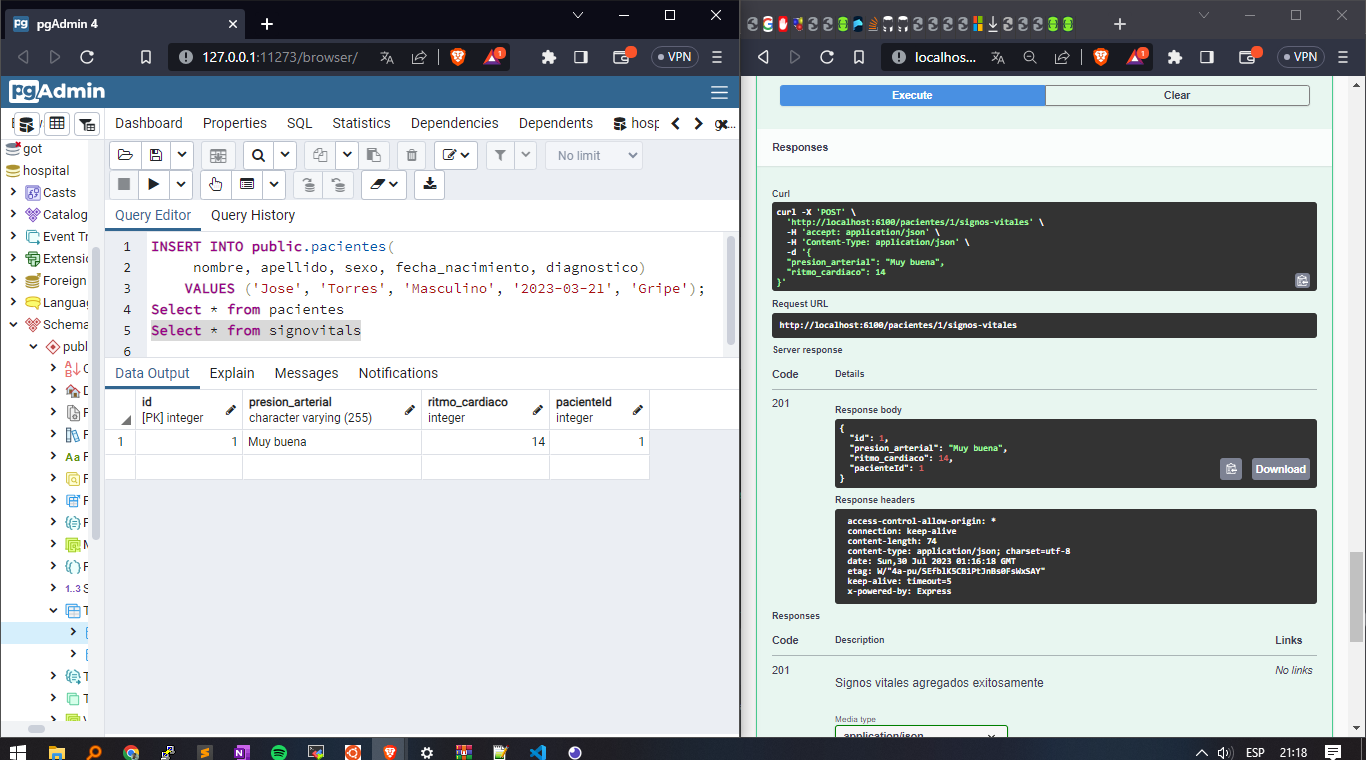 pgAdmin 4
127.0.0.1:11273/browser/
1
VPN
pgAdmin
Dashboard
Properties
SQL
Statistics
Dependencies
Dependents
hosp
got
hospital
Casts
Catalog
Event Tr
Extensio
Foreign
Langua
Schema
publ
No limit
Query Editor
Query History
1 INSERT INTO public.pacientes(
2 nombre, apellido, sexo, fecha_nacimiento, diagnostico)
3 VALUES ('Jose', 'Torres', 'Masculino', '2023-03-21', 'Gripe');
4 Select * from pacientes
5 Select * from signovitals
6
Data Output
Explain
Messages
Notifications
id
[PK] integer
presion_arterial
character varying (255)
ritmo_cardiaco
integer
pacienteId
integer
1
1
Muy buena
14
1
localhos...
1
VPN
Execute
Clear
Responses
Curl
curl -X 'POST' \
'http://localhost:6100/pacientes/1/signos-vitales' \
-H 'accept: application/json' \
-H 'Content-Type: application/json' \
-d '{
"presion_arterial": "Muy buena",
"ritmo_cardiaco": 14
}'
Request URL
http://localhost:6100/pacientes/1/signos-vitales
Server response
Code
Details
201
Response body
{
"id": 1,
"presion_arterial": "Muy buena",
"ritmo_cardiaco": 14,
"pacienteId": 1
}
Download
Response headers
access-control-allow-origin: *
connection: keep-alive
content-length: 74
content-type: application/json; charset=utf-8
date: Sun,30 Jul 2023 01:16:18 GMT
etag: W/"4a-pu/SEfblK5CB1PtJnBs0FsWxSAY"
keep-alive: timeout=5
x-powered-by: Express
Responses
Code
Description
Links
201
Signos vitales agregados exitosamente
No links
Media type
application/json
ESP
21:18